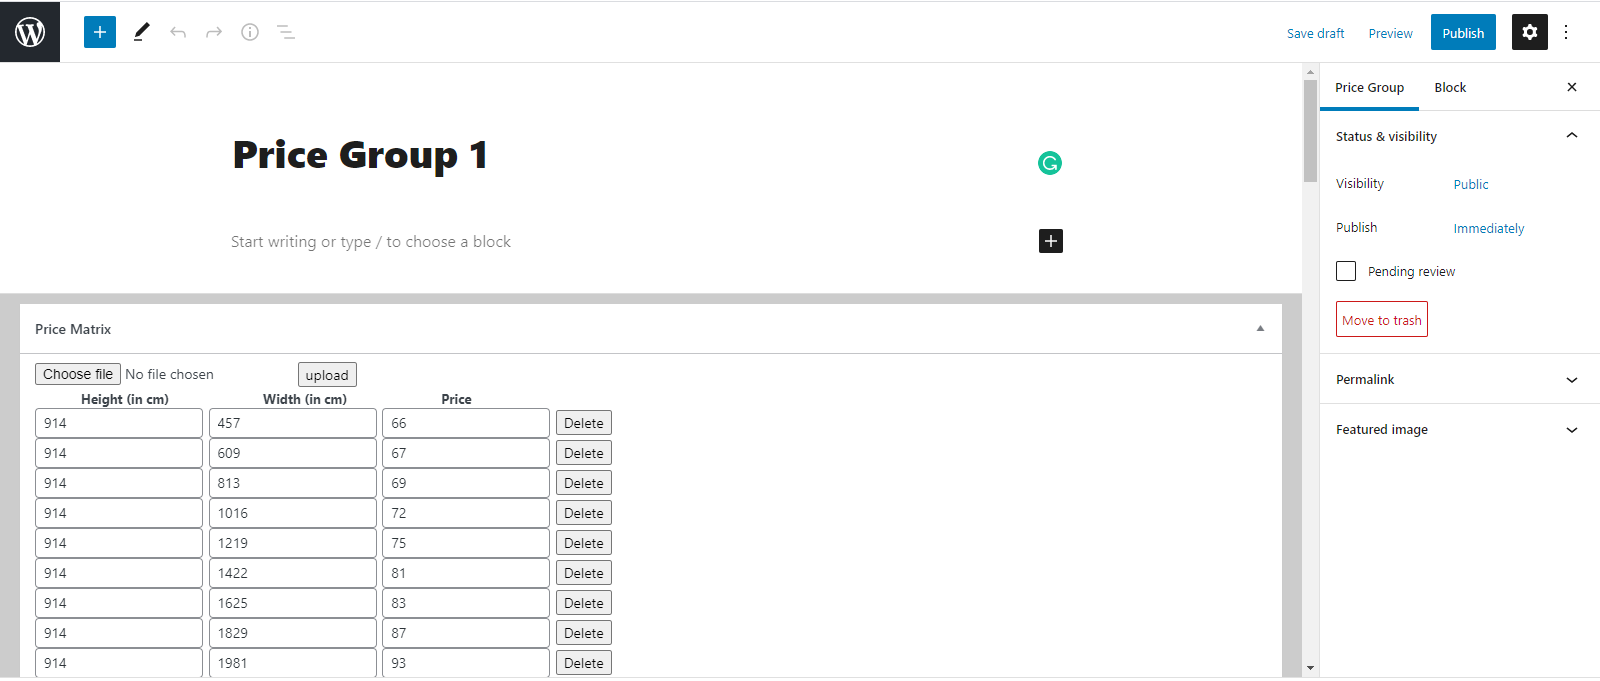 Save draft Preview Publish
Price Group Block
Price Group 1
Start writing or type / to choose a block
Status & visibility
Visibility Public
Publish Immediately
Pending review
Move to trash
Permalink
Featured image
Price Matrix
Choose file No file chosen upload
Height (in cm) Width (in cm) Price
914 457 66 Delete
914 609 67 Delete
914 813 69 Delete
914 1016 72 Delete
914 1219 75 Delete
914 1422 81 Delete
914 1625 83 Delete
914 1829 87 Delete
914 1981 93 Delete